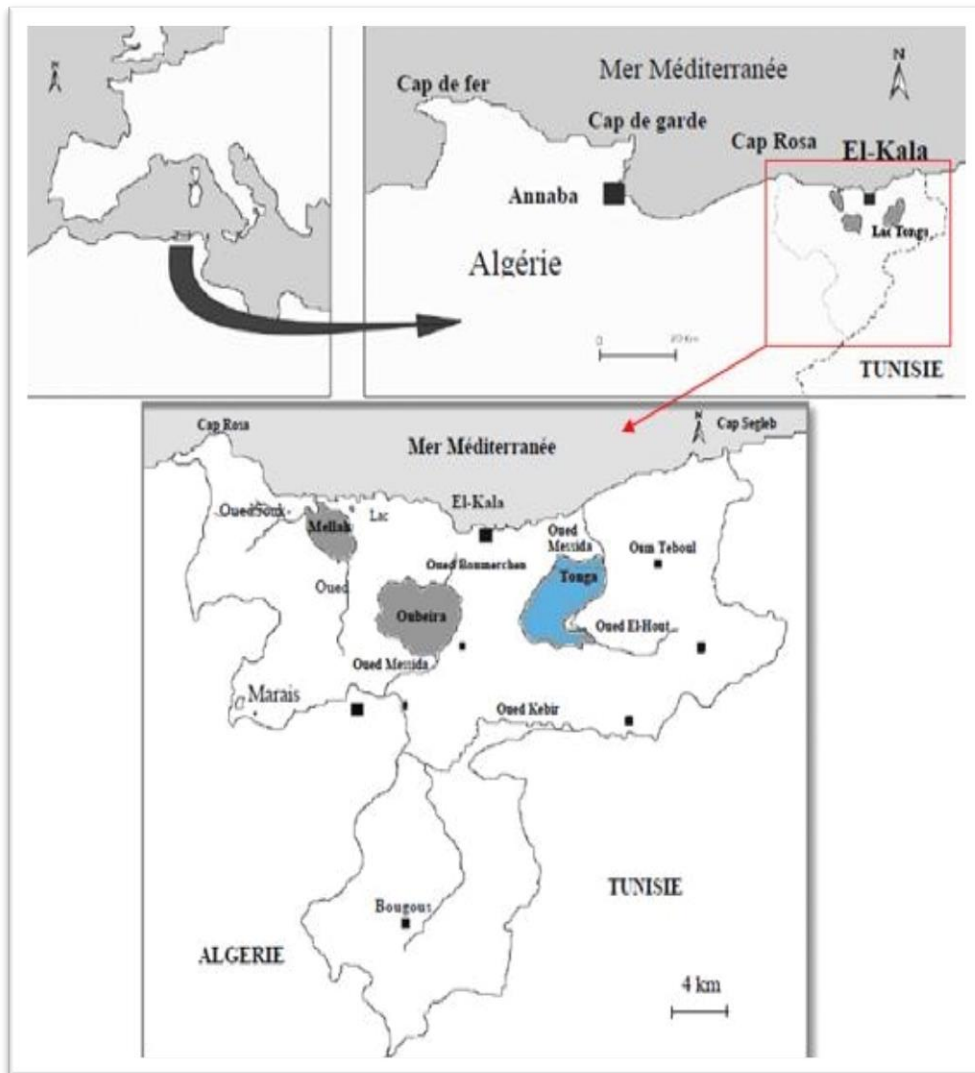 N
Mer Méditerranée
N
Cap de fer
Cap de garde
Cap Rosa
El-Kala
Annaba
Lac Tonga
Algérie
0
TUNISIE
Cap Rosa
Mer Méditerranée
N
Cap Segleb
El-Kala
Oued Souk-
Lac
Mellah
Oued
Messida
Oum Teboul
Oued Boumerchen
Tonga
Oued
Oubeira
Oued El-Hout
Oued Messida
Marais
Oued Kebir
TUNISIE
Bougous
ALGERIE
4 km